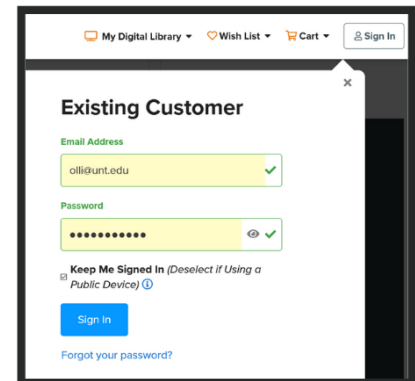 My Digital Library Wish List Cart Sign In
Existing Customer
Email Address
olli@unt.edu
Password
•••••••••••
Keep Me Signed In (Deselect if Using a
Public Device)
Sign In
Forgot your password?